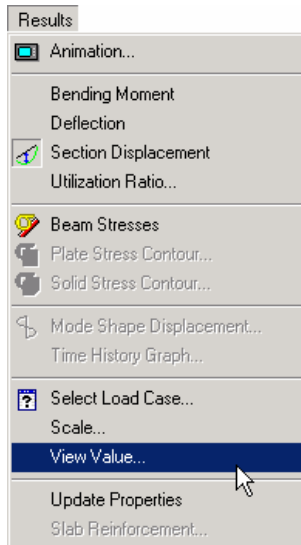 Results
Animation...
Bending Moment
Deflection
Section Displacement
Utilization Ratio...
Beam Stresses
Plate Stress Contour...
Solid Stress Contour...
Mode Shape Displacement...
Time History Graph...
Select Load Case...
Scale...
View Value...
Update Properties
Slab Reinforcement...